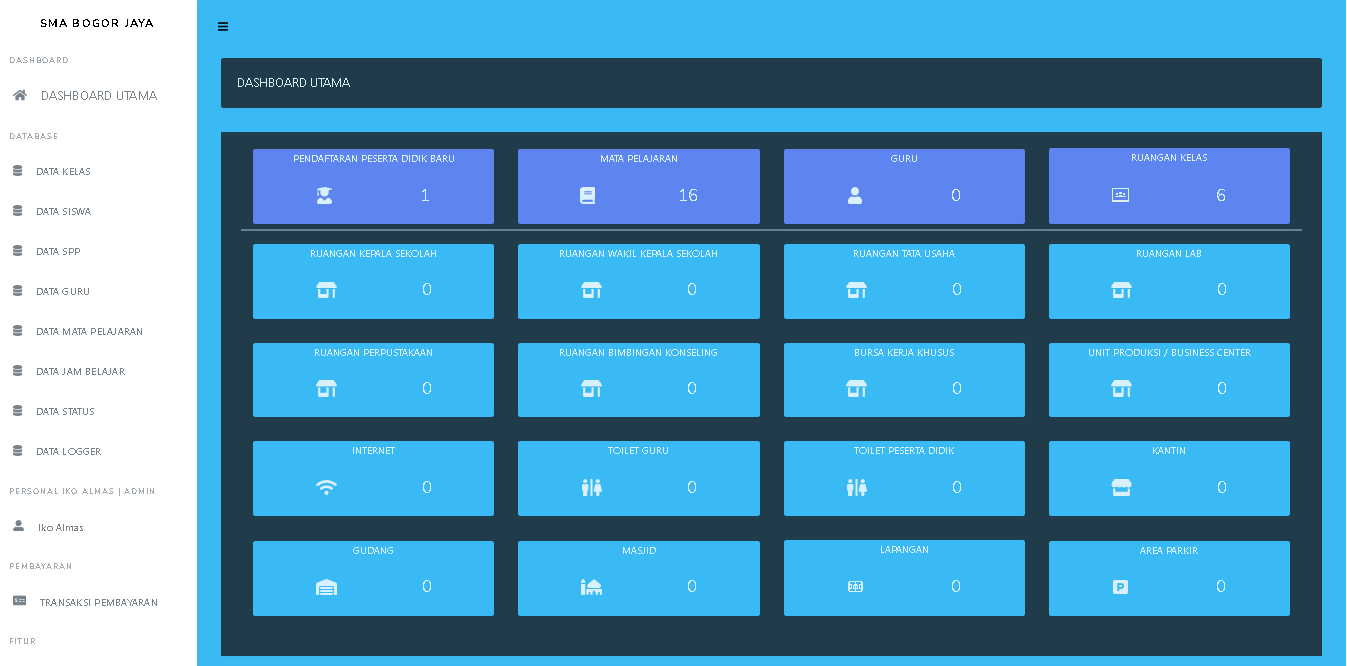 SMA BOGOR JAYA
DASHBOARD
DASHBOARD UTAMA
DATABASE
DATA KELAS
DATA SISWA
DATA SPP
DATA GURU
DATA MATA PELAJARAN
DATA JAM BELAJAR
DATA STATUS
DATA LOGGER
PERSONAL IKO ALMAS | ADMIN
Iko Almas
PEMBAYARAN
TRANSAKSI PEMBAYARAN
FITUR
DASHBOARD UTAMA
PENDAFTARAN PESERTA DIDIK BARU
1
MATA PELAJARAN
16
GURU
0
RUANGAN KELAS
6
RUANGAN KEPALA SEKOLAH
0
RUANGAN WAKIL KEPALA SEKOLAH
0
RUANGAN TATA USAHA
0
RUANGAN LAB
0
RUANGAN PERPUSTAKAAN
0
RUANGAN BIMBINGAN KONSELING
0
BURSA KERJA KHUSUS
0
UNIT PRODUKSI / BUSINESS CENTER
0
INTERNET
0
TOILET GURU
0
TOILET PESERTA DIDIK
0
KANTIN
0
GUDANG
0
MASJID
0
LAPANGAN
0
AREA PARKIR
P
0